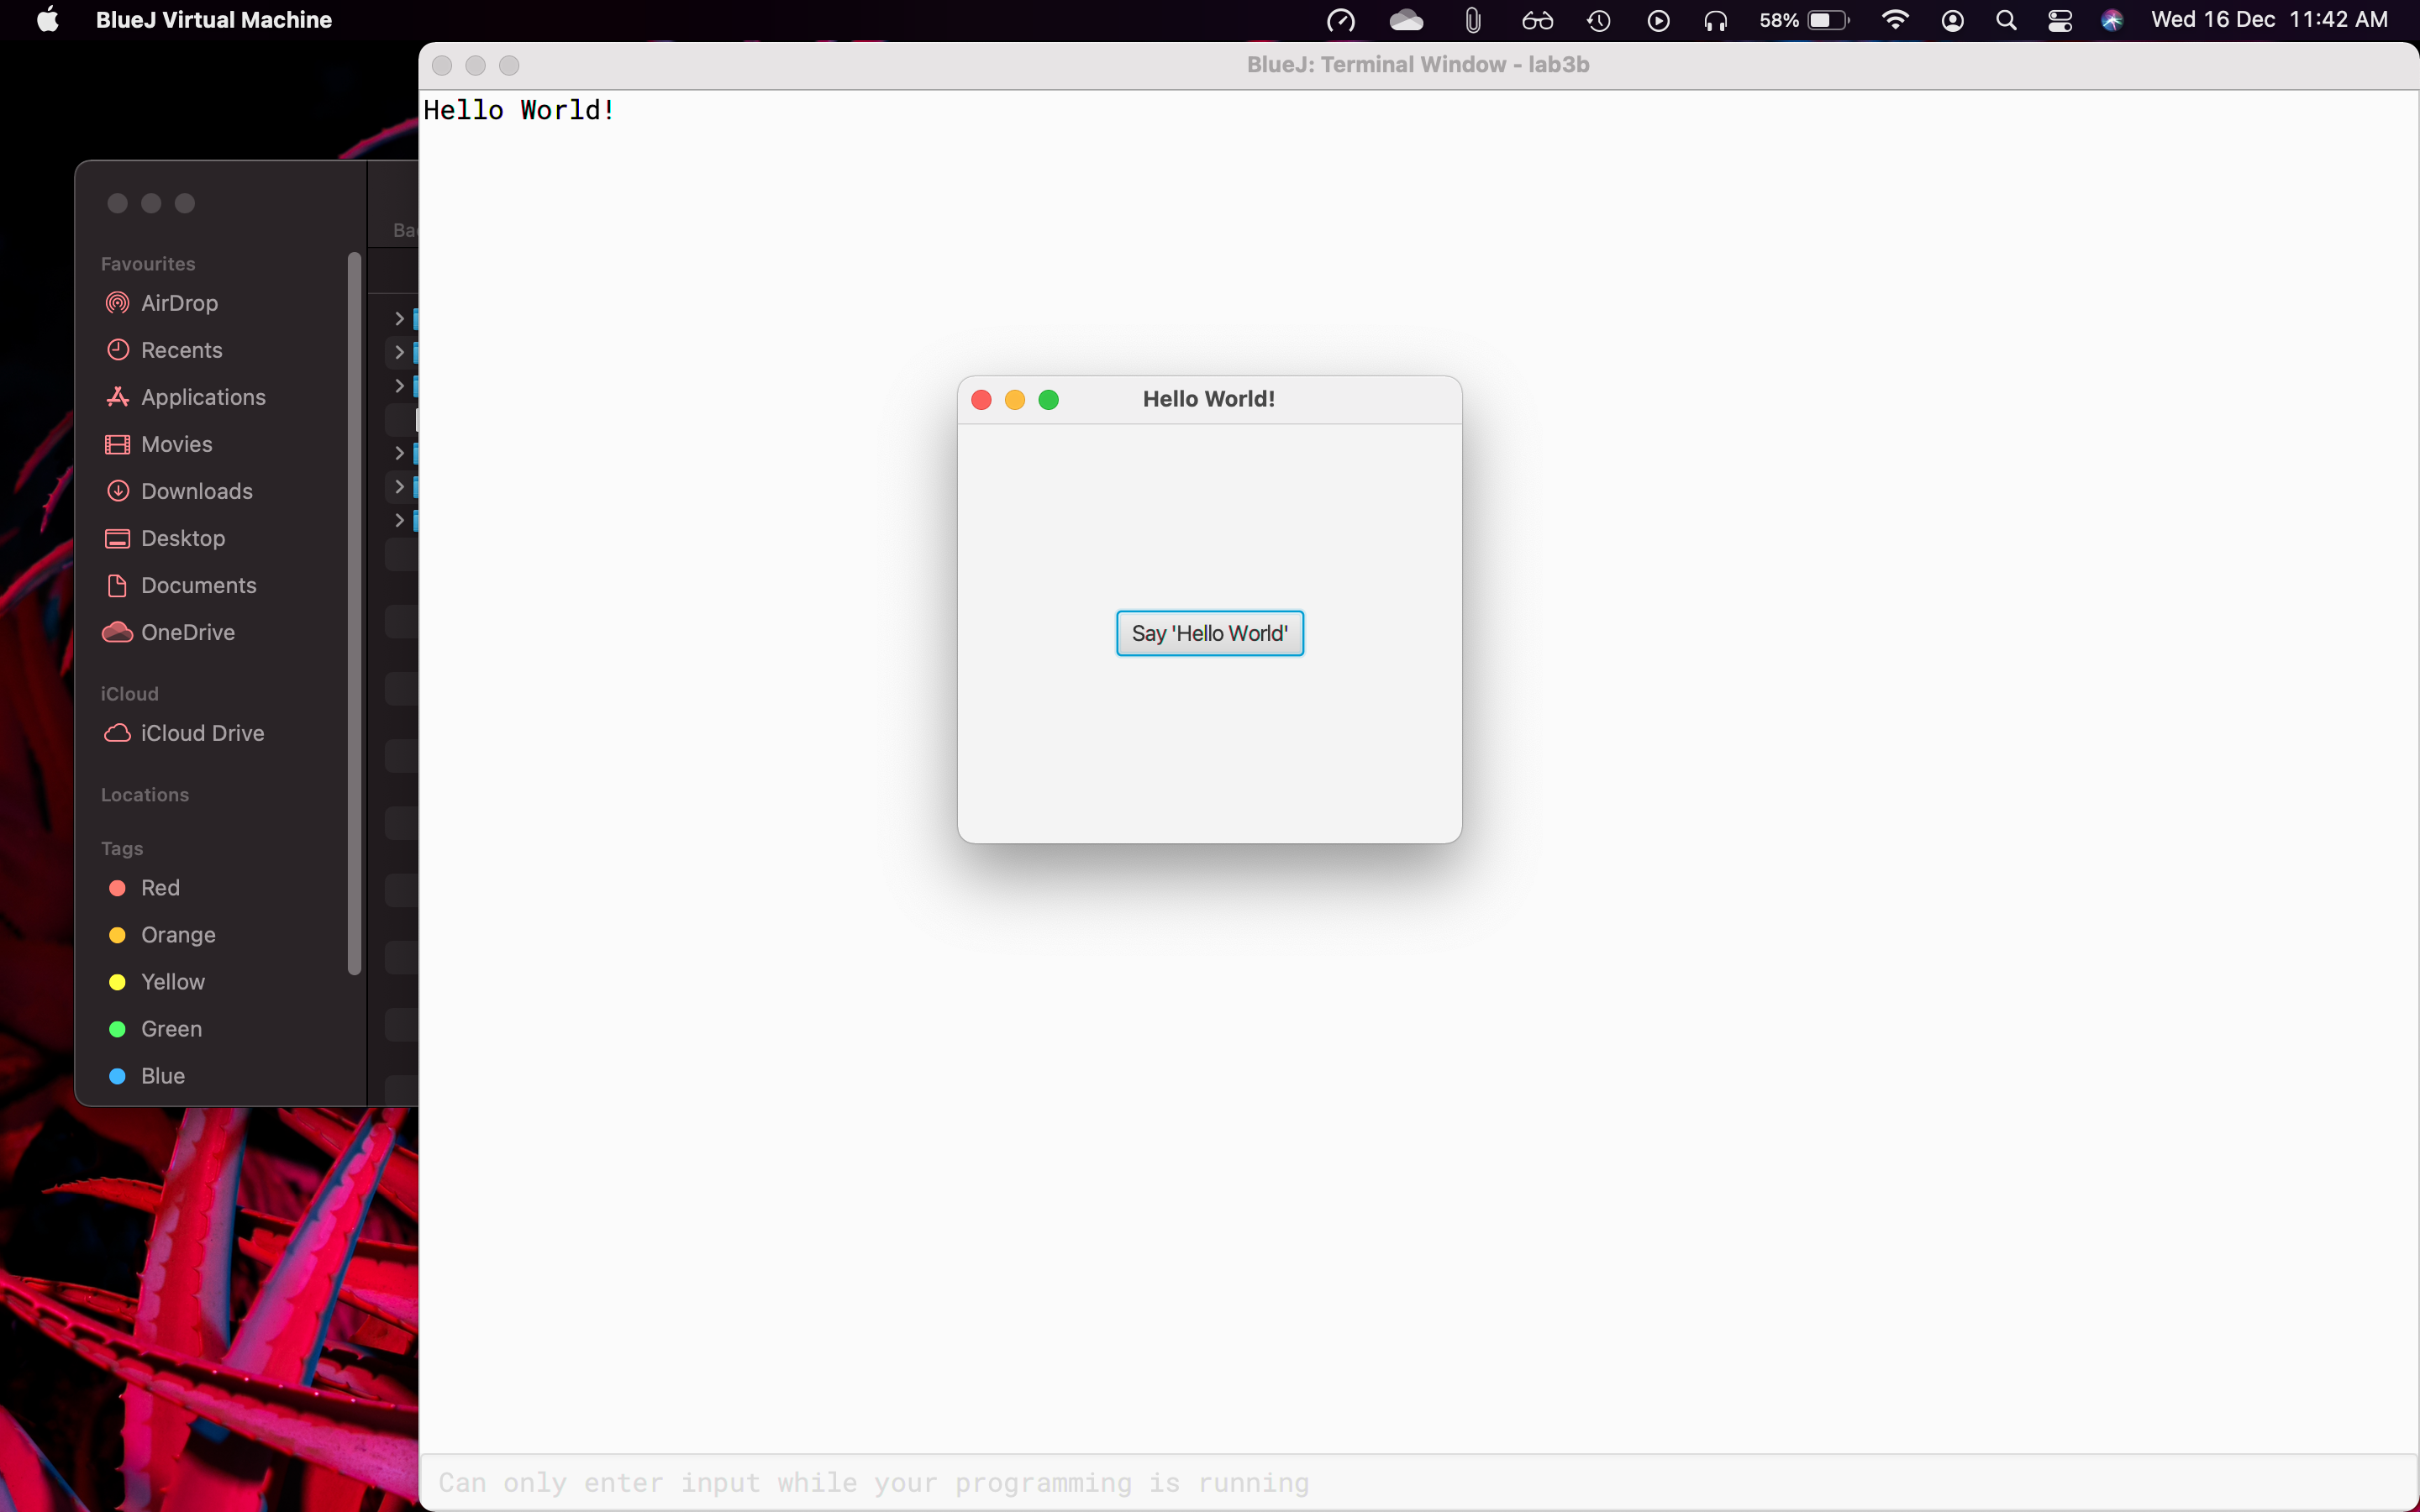 BlueJ Virtual Machine
58%
Wed 16 Dec 11:42 AM
BlueJ: Terminal Window - lab3b
Hello World!
Favourites
AirDrop
Recents
Applications
Movies
Downloads
Desktop
Documents
OneDrive
iCloud
iCloud Drive
Locations
Tags
Red
Orange
Yellow
Green
Blue
Hello World!
Say 'Hello World'
Can only enter input while your programming is running